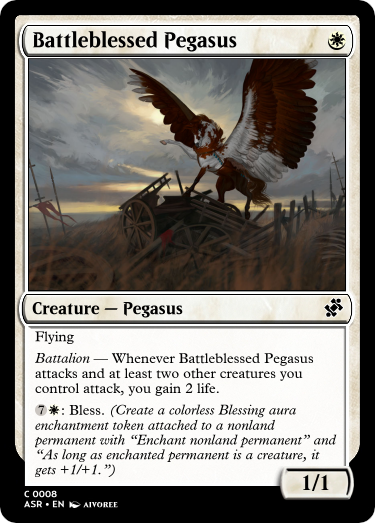 Battleblessed Pegasus
Creature — Pegasus
Flying
Battalion — Whenever Battleblessed Pegasus
attacks and at least two other creatures you
control attack, you gain 2 life.
7: Bless. (Create a colorless Blessing aura
enchantment token attached to a nonland
permanent with “Enchant nonland permanent” and
“As long as enchanted permanent is a creature, it
gets +1/+1.”)
1/1
C 0008
ASR • EN AIVOREE